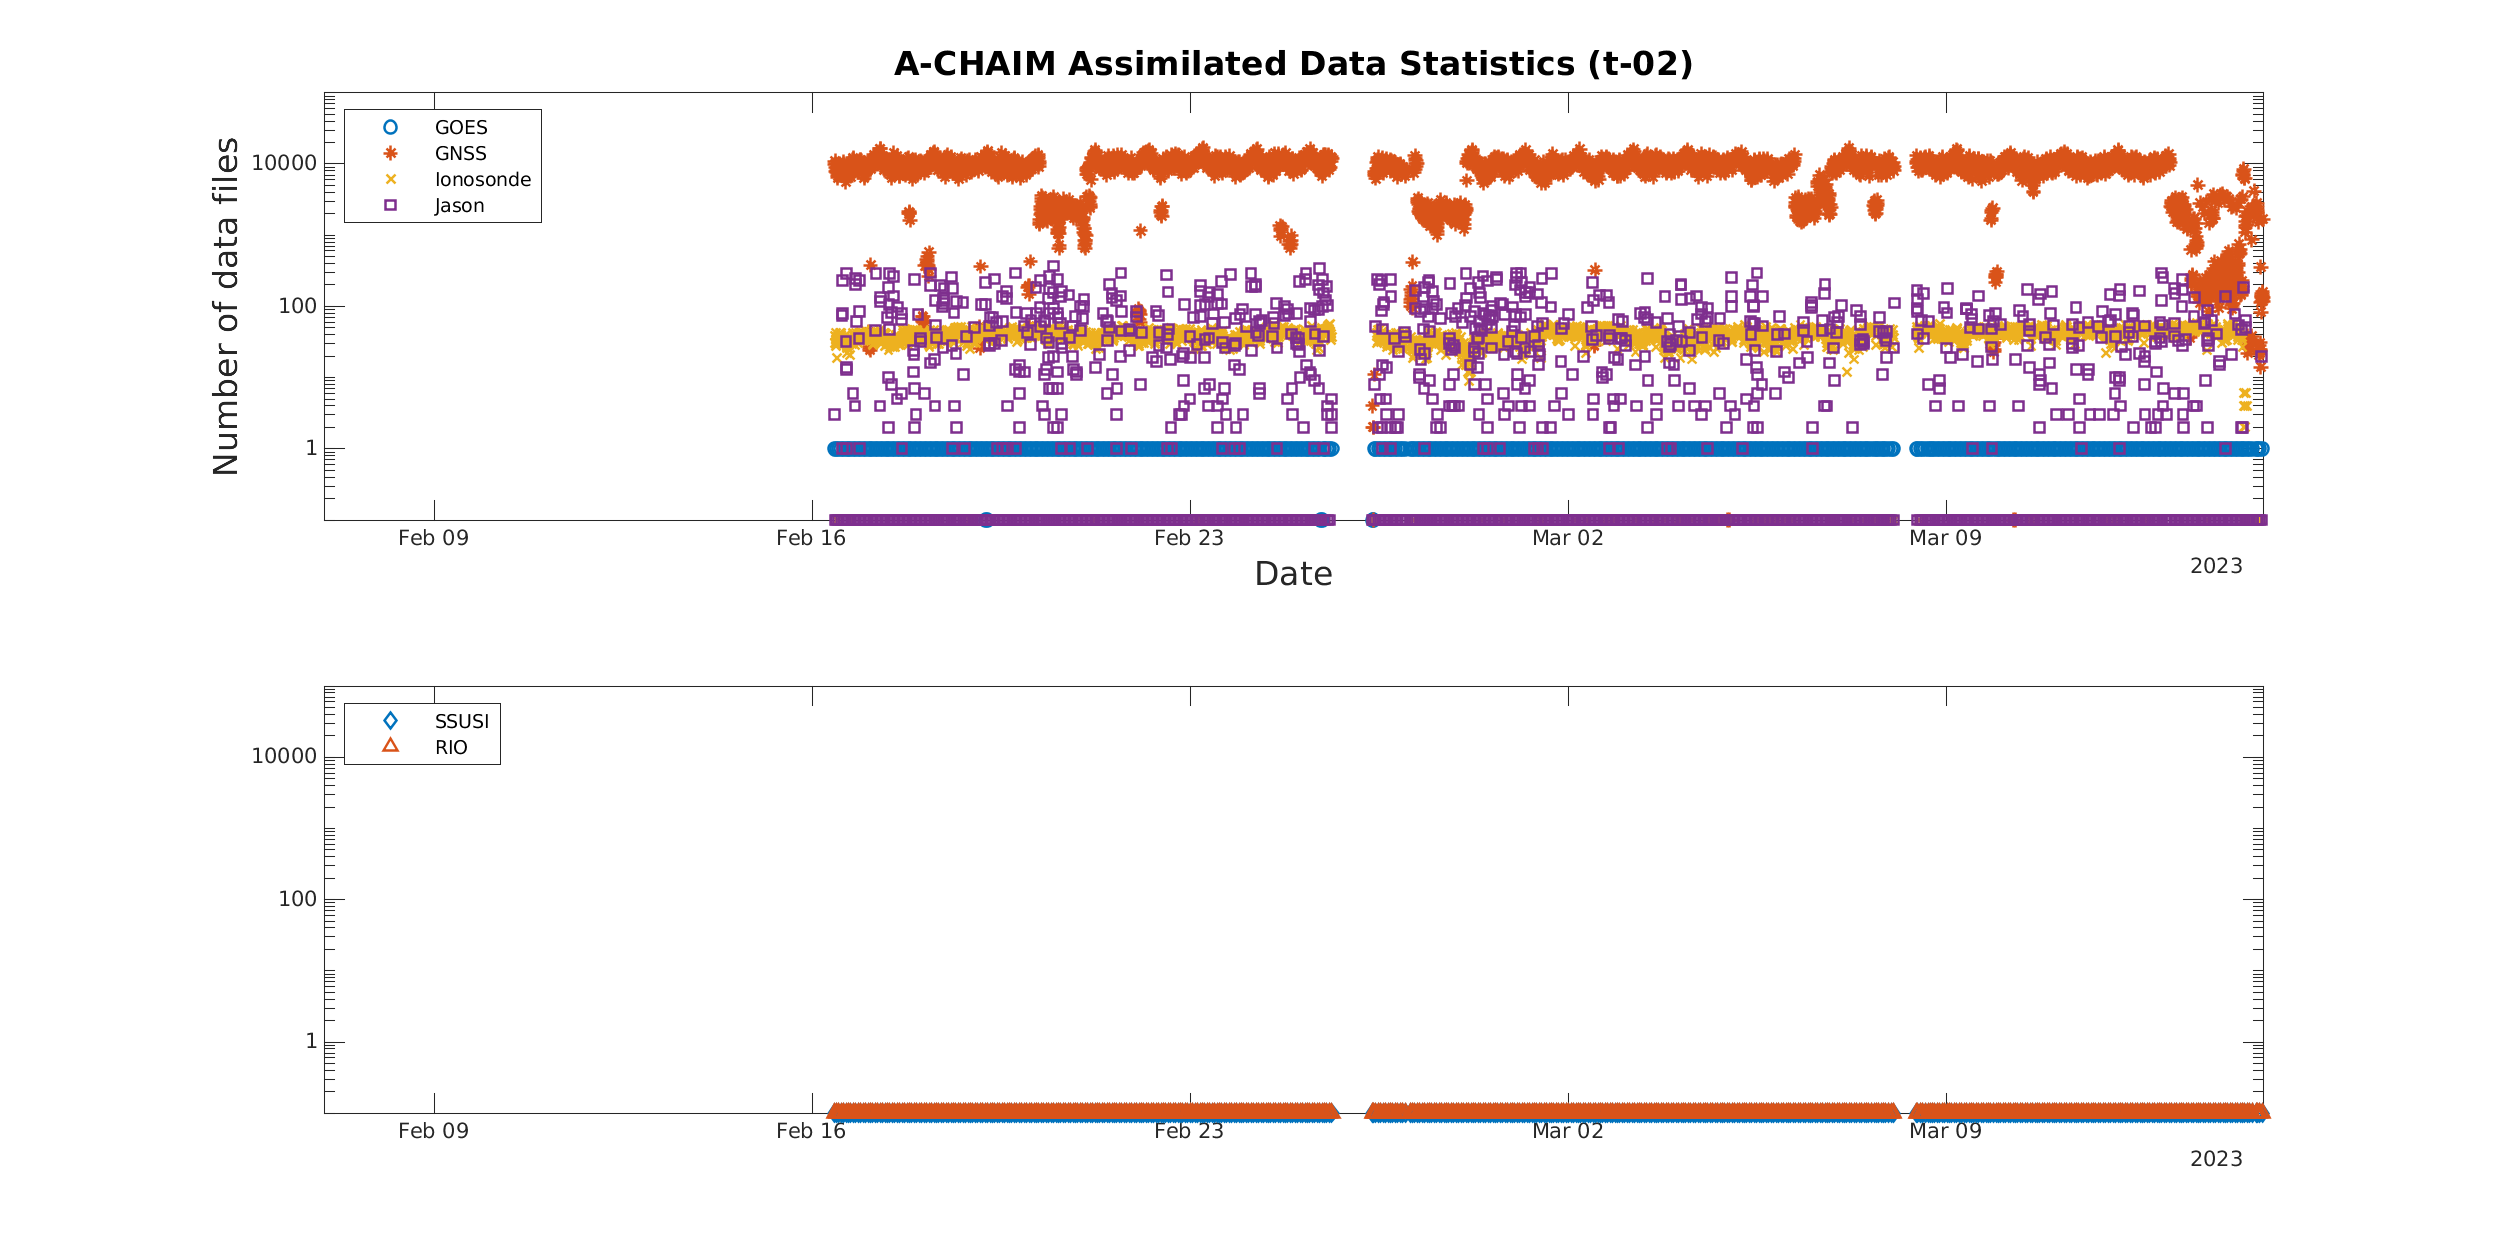 A-CHAIM Assimilated Data Statistics (t-02)
GOES
GNSS
Ionosonde
Jason
Number of data files
10000
100
1
Feb 09
Feb 16
Feb 23
Mar 02
Mar 09
2023
Date
SSUSI
RIO
10000
100
1
Feb 09
Feb 16
Feb 23
Mar 02
Mar 09
2023